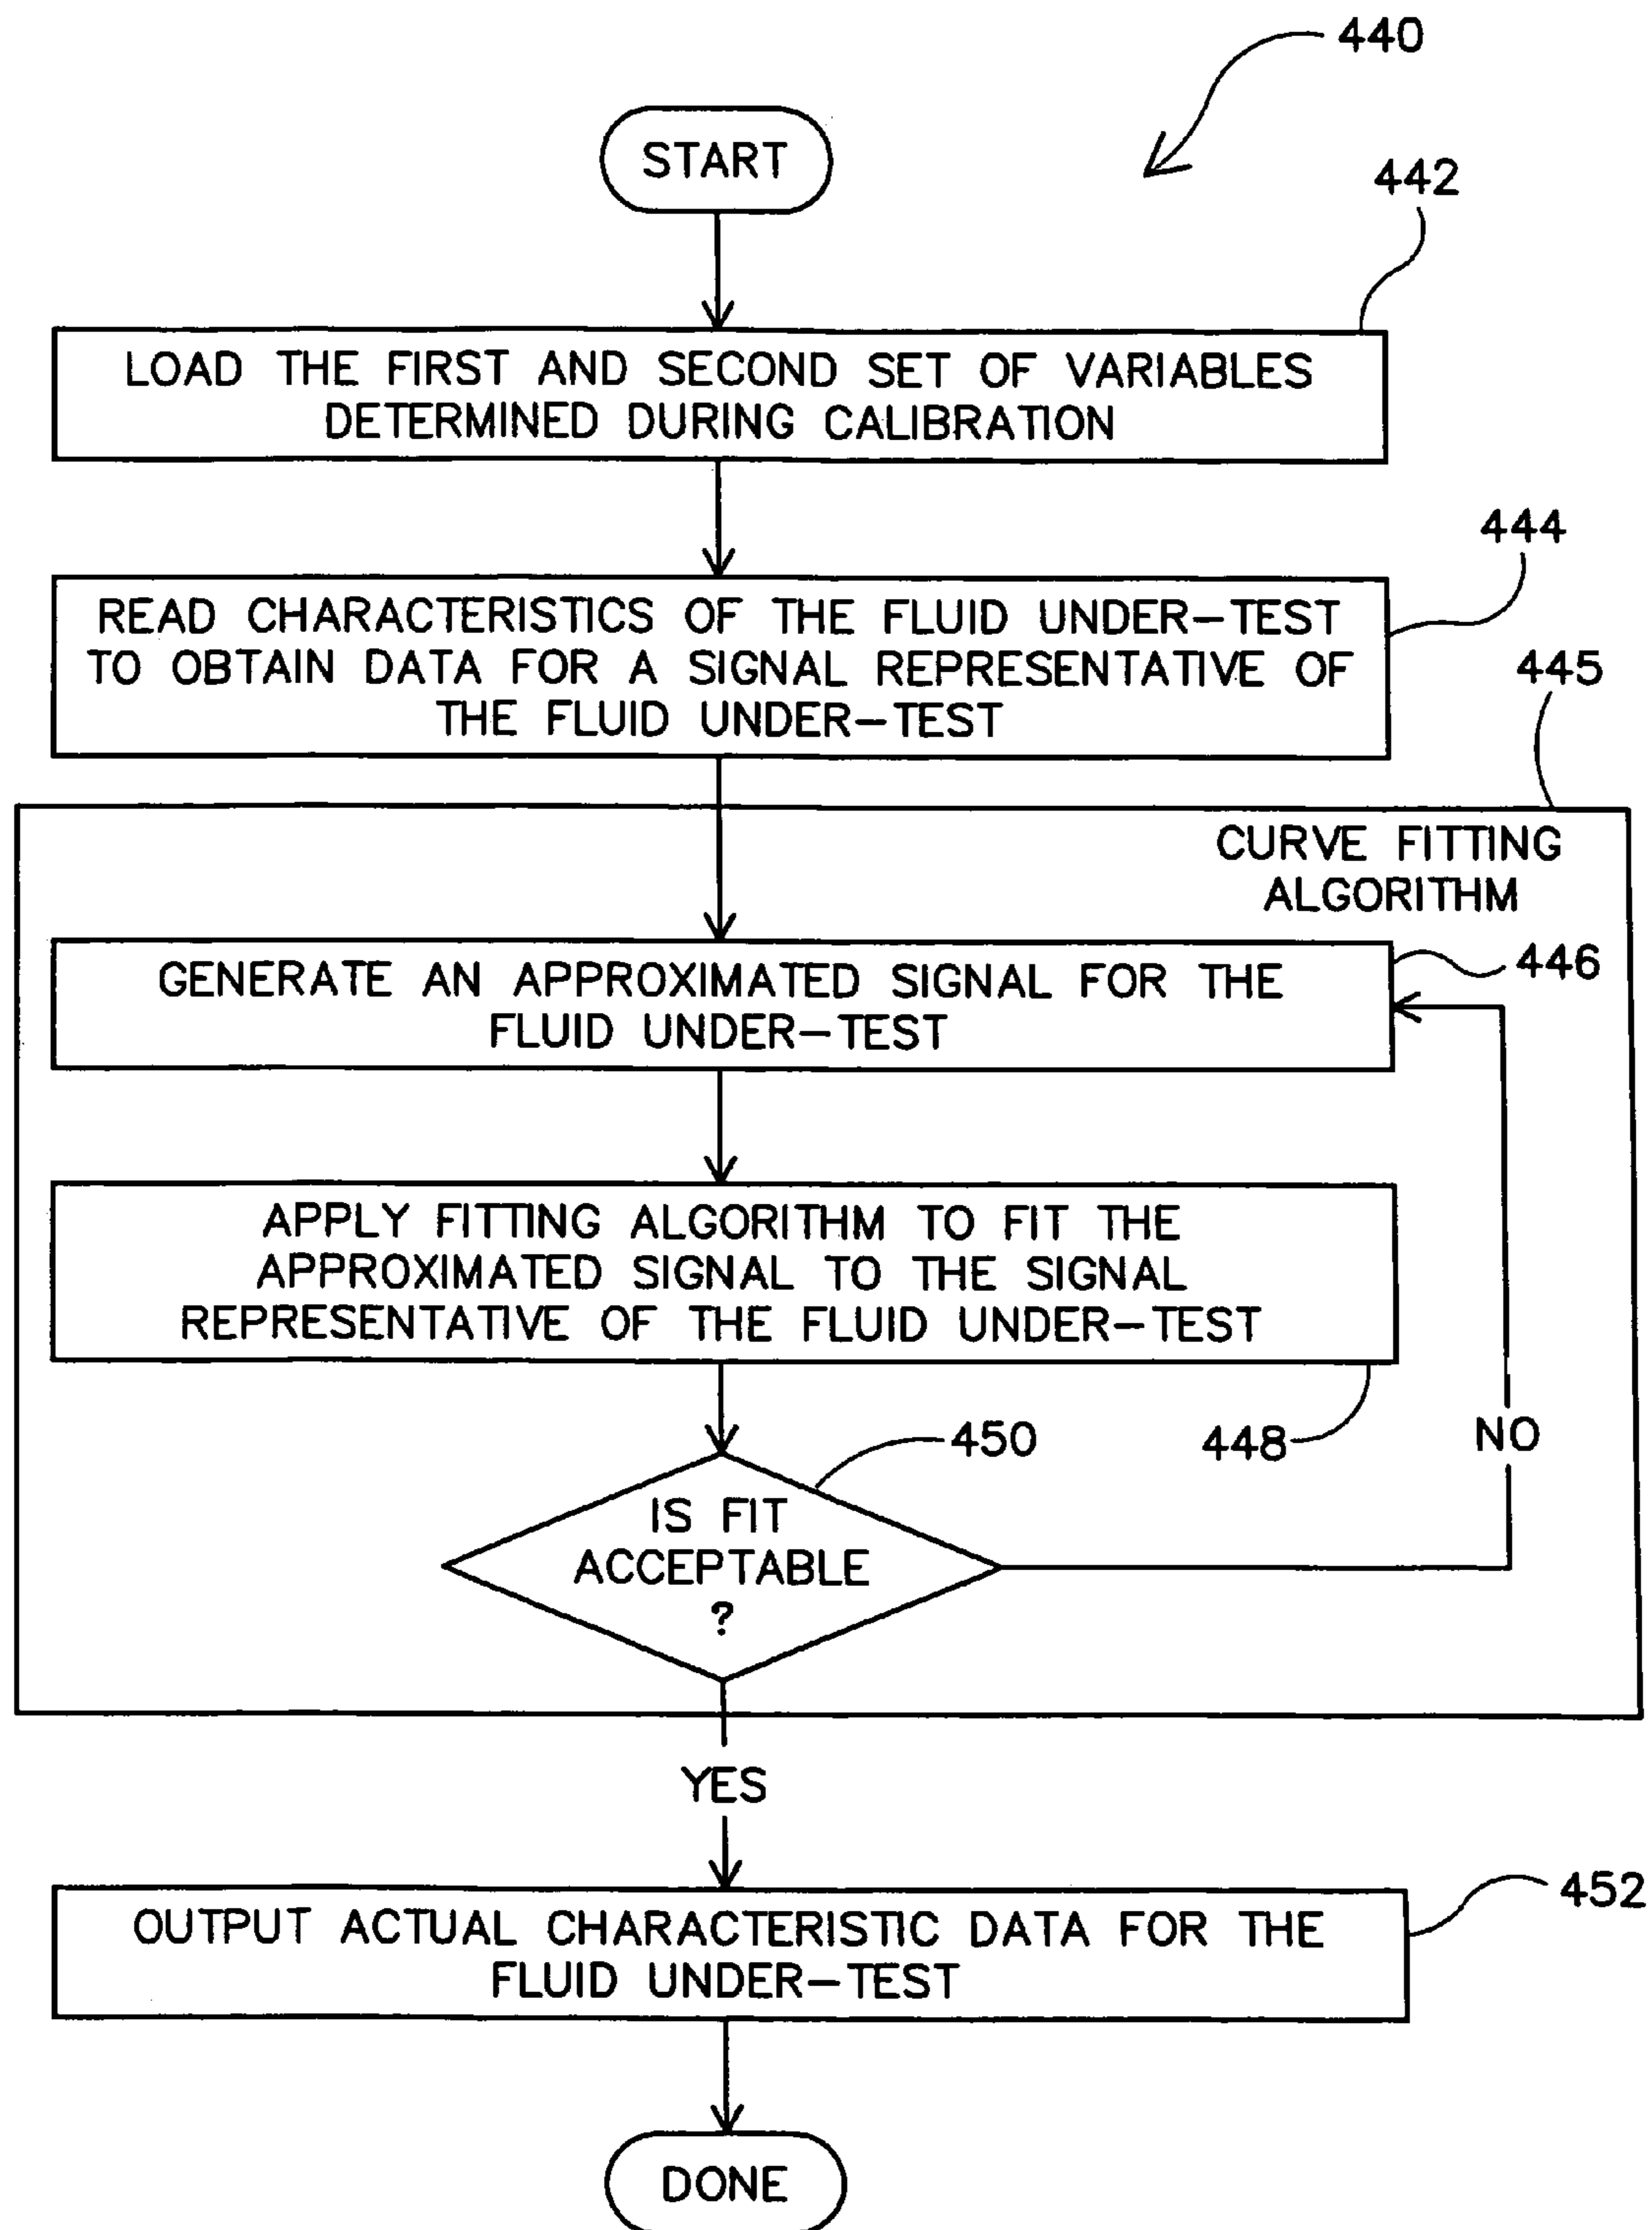 440
START
442
LOAD THE FIRST AND SECOND SET OF VARIABLES
DETERMINED DURING CALIBRATION
444
READ CHARACTERISTICS OF THE FLUID UNDER-TEST
TO OBTAIN DATA FOR A SIGNAL REPRESENTATIVE OF
THE FLUID UNDER-TEST
445
CURVE FITTING
ALGORITHM
446
GENERATE AN APPROXIMATED SIGNAL FOR THE
FLUID UNDER-TEST
APPLY FITTING ALGORITHM TO FIT THE
APPROXIMATED SIGNAL TO THE SIGNAL
REPRESENTATIVE OF THE FLUID UNDER-TEST
448
450
NO
IS FIT
ACCEPTABLE
?
YES
452
OUTPUT ACTUAL CHARACTERISTIC DATA FOR THE
FLUID UNDER-TEST
DONE